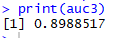 > print(auc3)
[1] 0.8988517
>